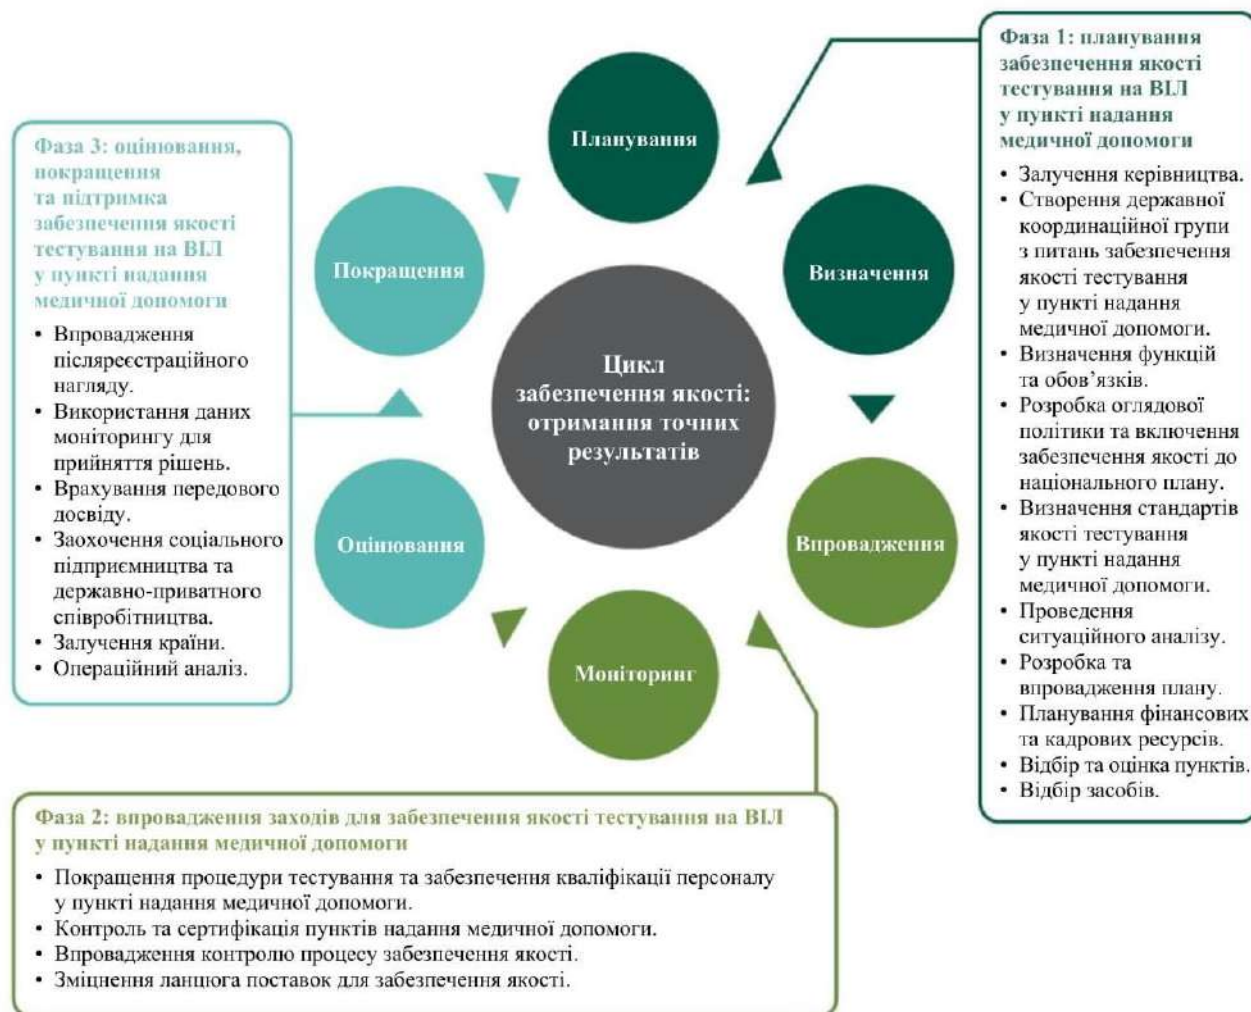 Фаза 1: планування
забезпечення якості
тестування на ВІЛ
у пункті надання
медичної допомоги
• Залучення керівництва.
• Створення державної
координаційної групи
з питань забезпечення
якості тестування
у пункті надання
медичної допомоги.
• Визначення функцій
та обов’язків.
• Розробка оглядової
політики та включення
забезпечення якості до
національного плану.
• Визначення стандартів
якості тестування
у пункті надання
медичної допомоги.
• Проведення
ситуаційного аналізу.
• Розробка та
впровадження плану.
• Планування фінансових
та кадрових ресурсів.
• Відбір та оцінка пунктів.
• Відбір засобів.
Планування
Визначення
Впровадження
Моніторинг
Оцінювання
Покращення
Цикл
забезпечення якості:
отримання точних
результатів
Фаза 3: оцінювання,
покращення
та підтримка
забезпечення якості
тестування на ВІЛ
у пункті надання
медичної допомоги
• Впровадження
післяреєстраційного
нагляду.
• Використання даних
моніторингу для
прийняття рішень.
• Врахування передового
досвіду.
• Заохочення соціального
підприємництва та
державно-приватного
співробітництва.
• Залучення країни.
• Операційний аналіз.
Фаза 2: впровадження заходів для забезпечення якості тестування на ВІЛ
у пункті надання медичної допомоги
• Покращення процедури тестування та забезпечення кваліфікації персоналу
у пункті надання медичної допомоги.
• Контроль та сертифікація пунктів надання медичної допомоги.
• Впровадження контролю процесу забезпечення якості.
• Зміцнення ланцюга поставок для забезпечення якості.